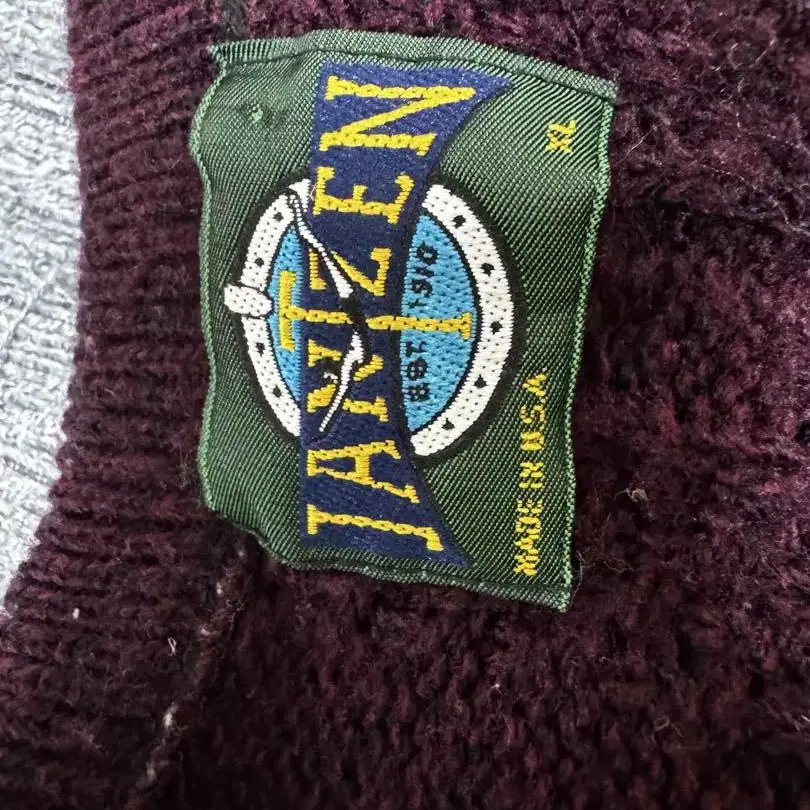 JANTZEN
EST. 1910
XL
MADE IN U.S.A